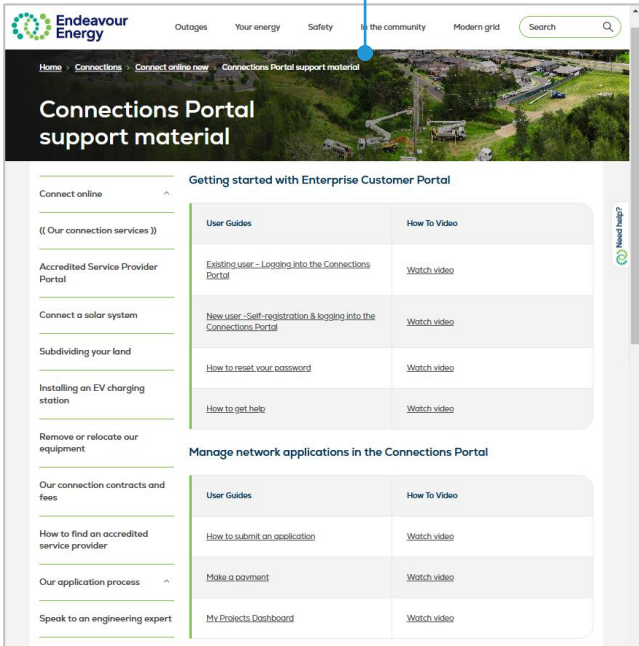 Endeavour
Energy
Outages Your energy Safety In the community Modern grid Search
Home > Connections > Connect online new > Connections Portal support material
Connections Portal
support material
Connect online
(( Our connection services ))
Accredited Service Provider
Portal
Connect a solar system
Subdividing your land
Installing an EV charging
station
Remove or relocate our
equipment
Our connection contracts and
fees
How to find an accredited
service provider
Our application process
Speak to an engineering expert
Getting started with Enterprise Customer Portal
User Guides How To Video
Existing user - Logging into the Connections
Portal
Watch video
New user -Self-registration & logging into the
Connections Portal
Watch video
How to reset your password Watch video
How to get help Watch video
Manage network applications in the Connections Portal
User Guides How To Video
How to submit an application Watch video
Make a payment Watch video
My Projects Dashboard Watch video
Need help?